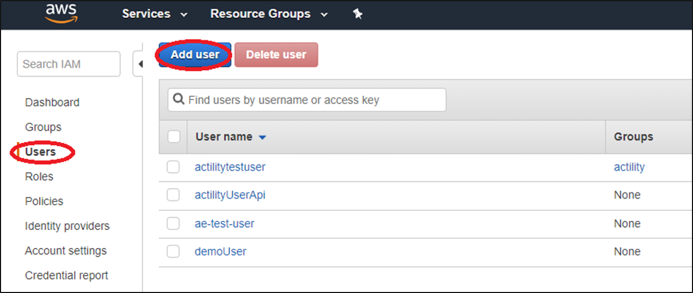 aws Services Resource Groups
Search IAM
Add user Delete user
Find users by username or access key
Dashboard
Groups
Users
Roles
Policies
Identity providers
Account settings
Credential report
User name Groups
actilitytestuser actility
actilityUserApi None
ae-test-user None
demoUser None